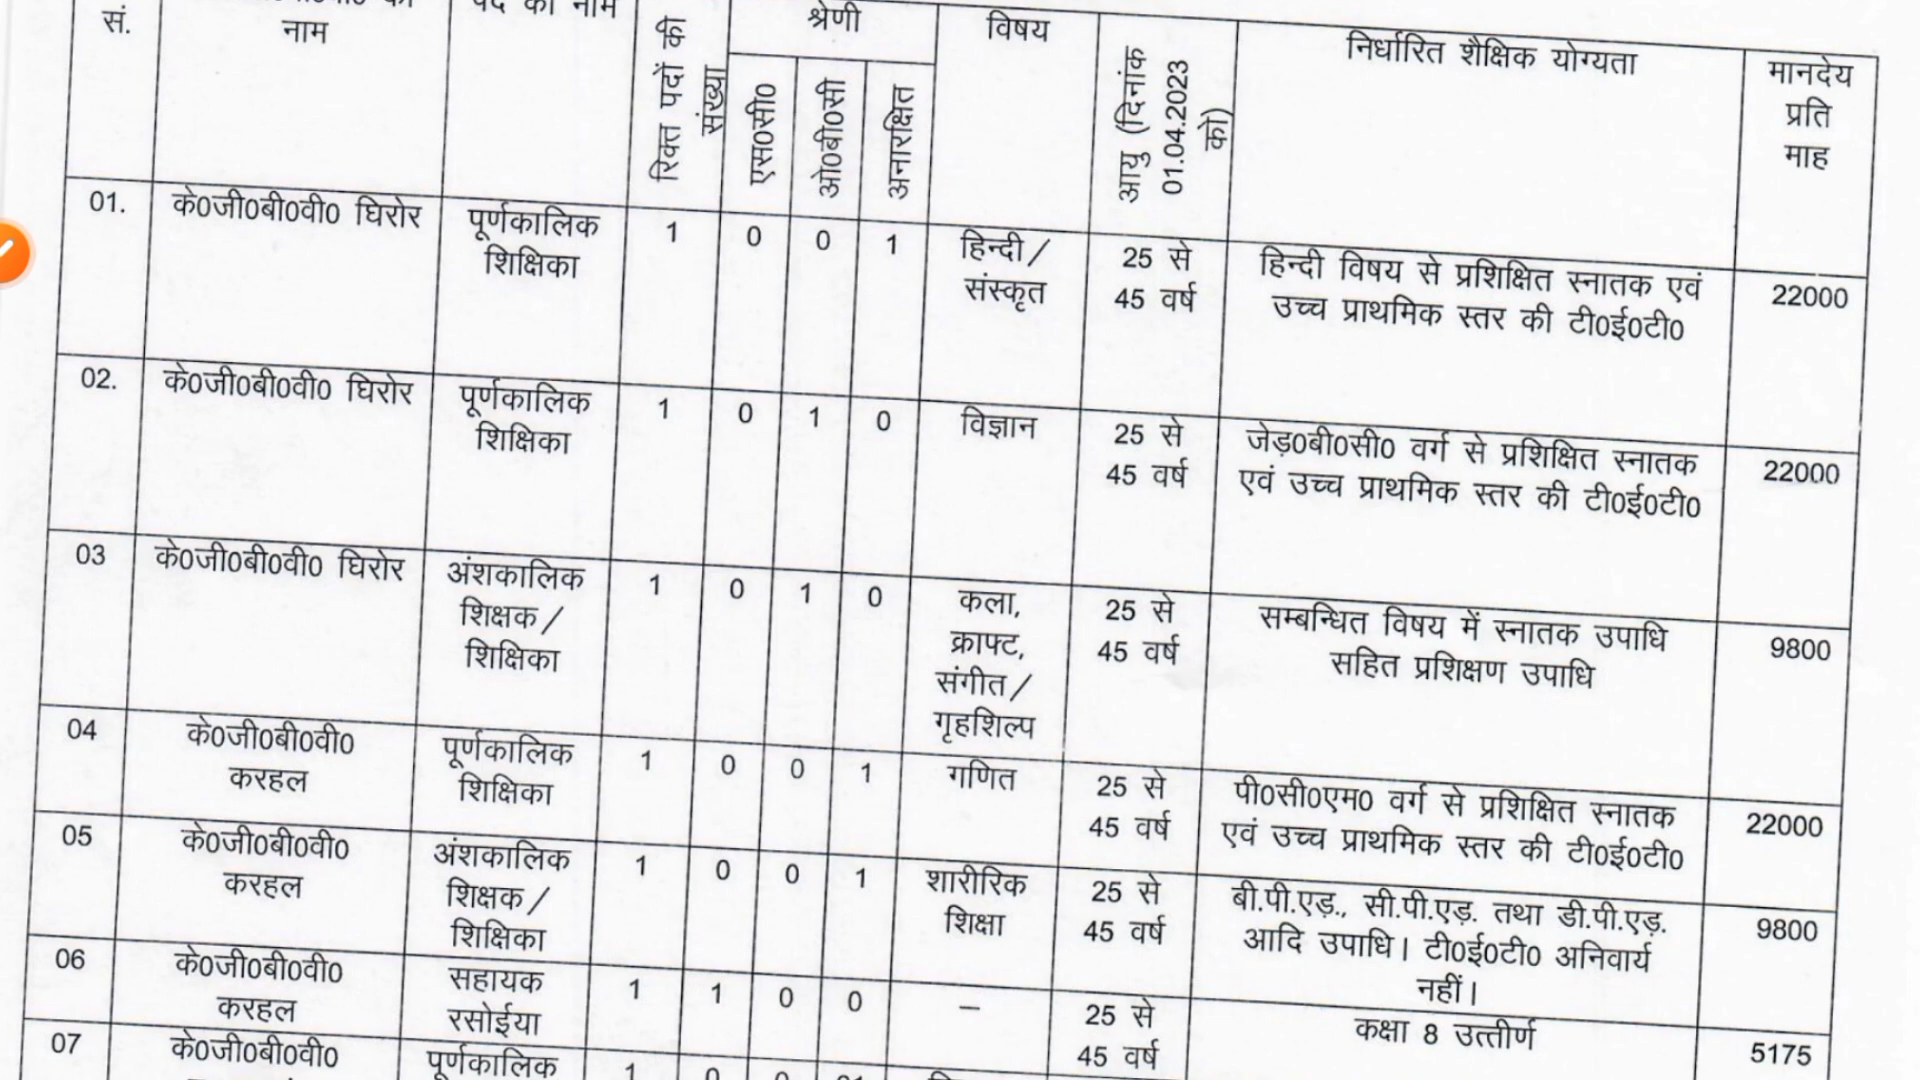 सं.
नाम
पद का नाम
रिक्त पदों की
संख्या
श्रेणी
एस0सी0
ओ0बी0सी
अनारक्षित
विषय
आयु (दिनांक
01.04.2023
को)
निर्धारित शैक्षिक योग्यता
मानदेय
प्रति
माह
01. के0जी0बी0वी0 घिरोर पूर्णकालिक 1 0 0 1 हिन्दी/ 25 से हिन्दी विषय से प्रशिक्षित स्नातक एवं 22000
शिक्षिका संस्कृत 45 वर्ष उच्च प्राथमिक स्तर की टी0ई0टी0
02. के0जी0बी0वी0 घिरोर पूर्णकालिक 1 0 1 0 विज्ञान 25 से जेड़0बी0सी0 वर्ग से प्रशिक्षित स्नातक 22000
शिक्षिका 45 वर्ष एवं उच्च प्राथमिक स्तर की टी0ई0टी0
03 के0जी0बी0वी0 घिरोर अंशकालिक 1 0 1 0 कला, 25 से सम्बन्धित विषय में स्नातक उपाधि 9800
शिक्षक/ क्राफ्ट, 45 वर्ष सहित प्रशिक्षण उपाधि
शिक्षिका संगीत/
गृहशिल्प
04 के0जी0बी0वी0 पूर्णकालिक 1 0 0 1 गणित 25 से पी0सी0एम0 वर्ग से प्रशिक्षित स्नातक 22000
करहल शिक्षिका 45 वर्ष एवं उच्च प्राथमिक स्तर की टी0ई0टी0
05 के0जी0बी0वी0 अंशकालिक 1 0 0 1 शारीरिक 25 से बी.पी.एड़., सी.पी.एड़. तथा डी.पी.एड़. 9800
करहल शिक्षक/ शिक्षा 45 वर्ष आदि उपाधि। टी0ई0टी0 अनिवार्य
शिक्षिका नहीं।
06 के0जी0बी0वी0 सहायक 1 1 0 0 – 25 से कक्षा 8 उत्तीर्ण 5175
करहल रसोईया 45 वर्ष
07 के0जी0बी0वी0 पूर्णकालिक 1 0 0